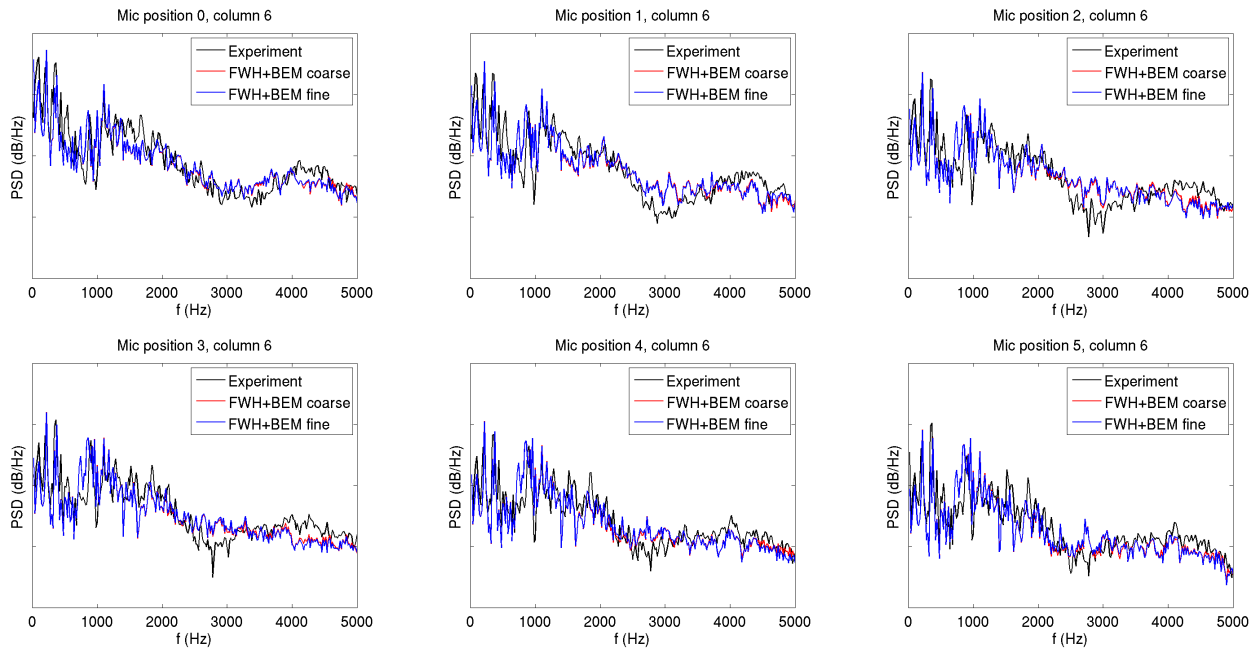 Mic position 0, column 6
Experiment
FWH+BEM coarse
FWH+BEM fine
PSD (dB/Hz)
0 1000 2000 3000 4000 5000
f (Hz)
Mic position 1, column 6
Experiment
FWH+BEM coarse
FWH+BEM fine
PSD (dB/Hz)
0 1000 2000 3000 4000 5000
f (Hz)
Mic position 2, column 6
Experiment
FWH+BEM coarse
FWH+BEM fine
PSD (dB/Hz)
0 1000 2000 3000 4000 5000
f (Hz)
Mic position 3, column 6
Experiment
FWH+BEM coarse
FWH+BEM fine
PSD (dB/Hz)
0 1000 2000 3000 4000 5000
f (Hz)
Mic position 4, column 6
Experiment
FWH+BEM coarse
FWH+BEM fine
PSD (dB/Hz)
0 1000 2000 3000 4000 5000
f (Hz)
Mic position 5, column 6
Experiment
FWH+BEM coarse
FWH+BEM fine
PSD (dB/Hz)
0 1000 2000 3000 4000 5000
f (Hz)